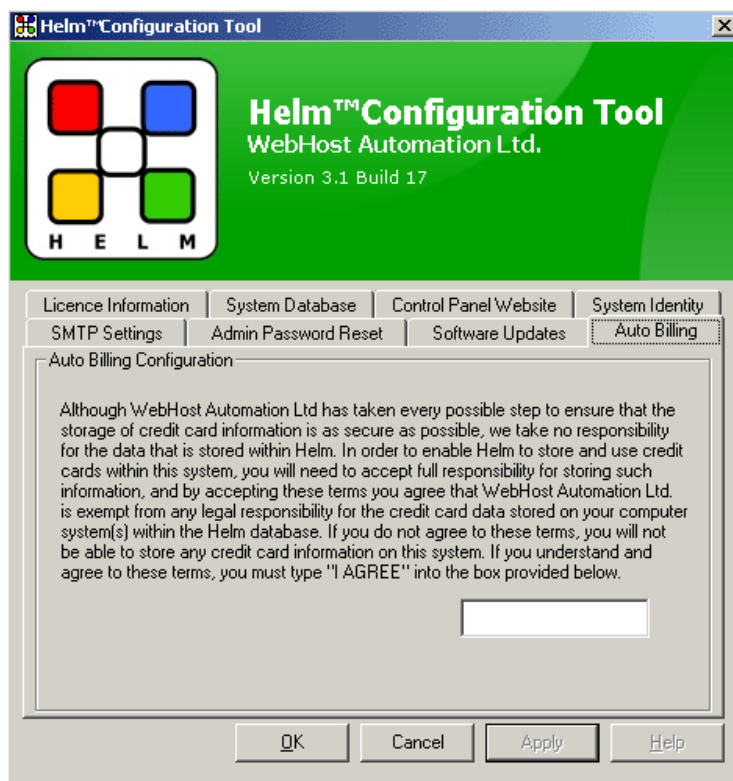 Helm™Configuration Tool
Helm™Configuration Tool
WebHost Automation Ltd.
Version 3.1 Build 17
H E L M
Licence Information System Database Control Panel Website System Identity
SMTP Settings Admin Password Reset Software Updates Auto Billing
Auto Billing Configuration
Although WebHost Automation Ltd has taken every possible step to ensure that the
storage of credit card information is as secure as possible, we take no responsibility
for the data that is stored within Helm. In order to enable Helm to store and use credit
cards within this system, you will need to accept full responsibility for storing such
information, and by accepting these terms you agree that WebHost Automation Ltd.
is exempt from any legal responsibility for the credit card data stored on your computer
system(s) within the Helm database. If you do not agree to these terms, you will not
be able to store any credit card information on this system. If you understand and
agree to these terms, you must type "I AGREE" into the box provided below.
OK Cancel Apply Help